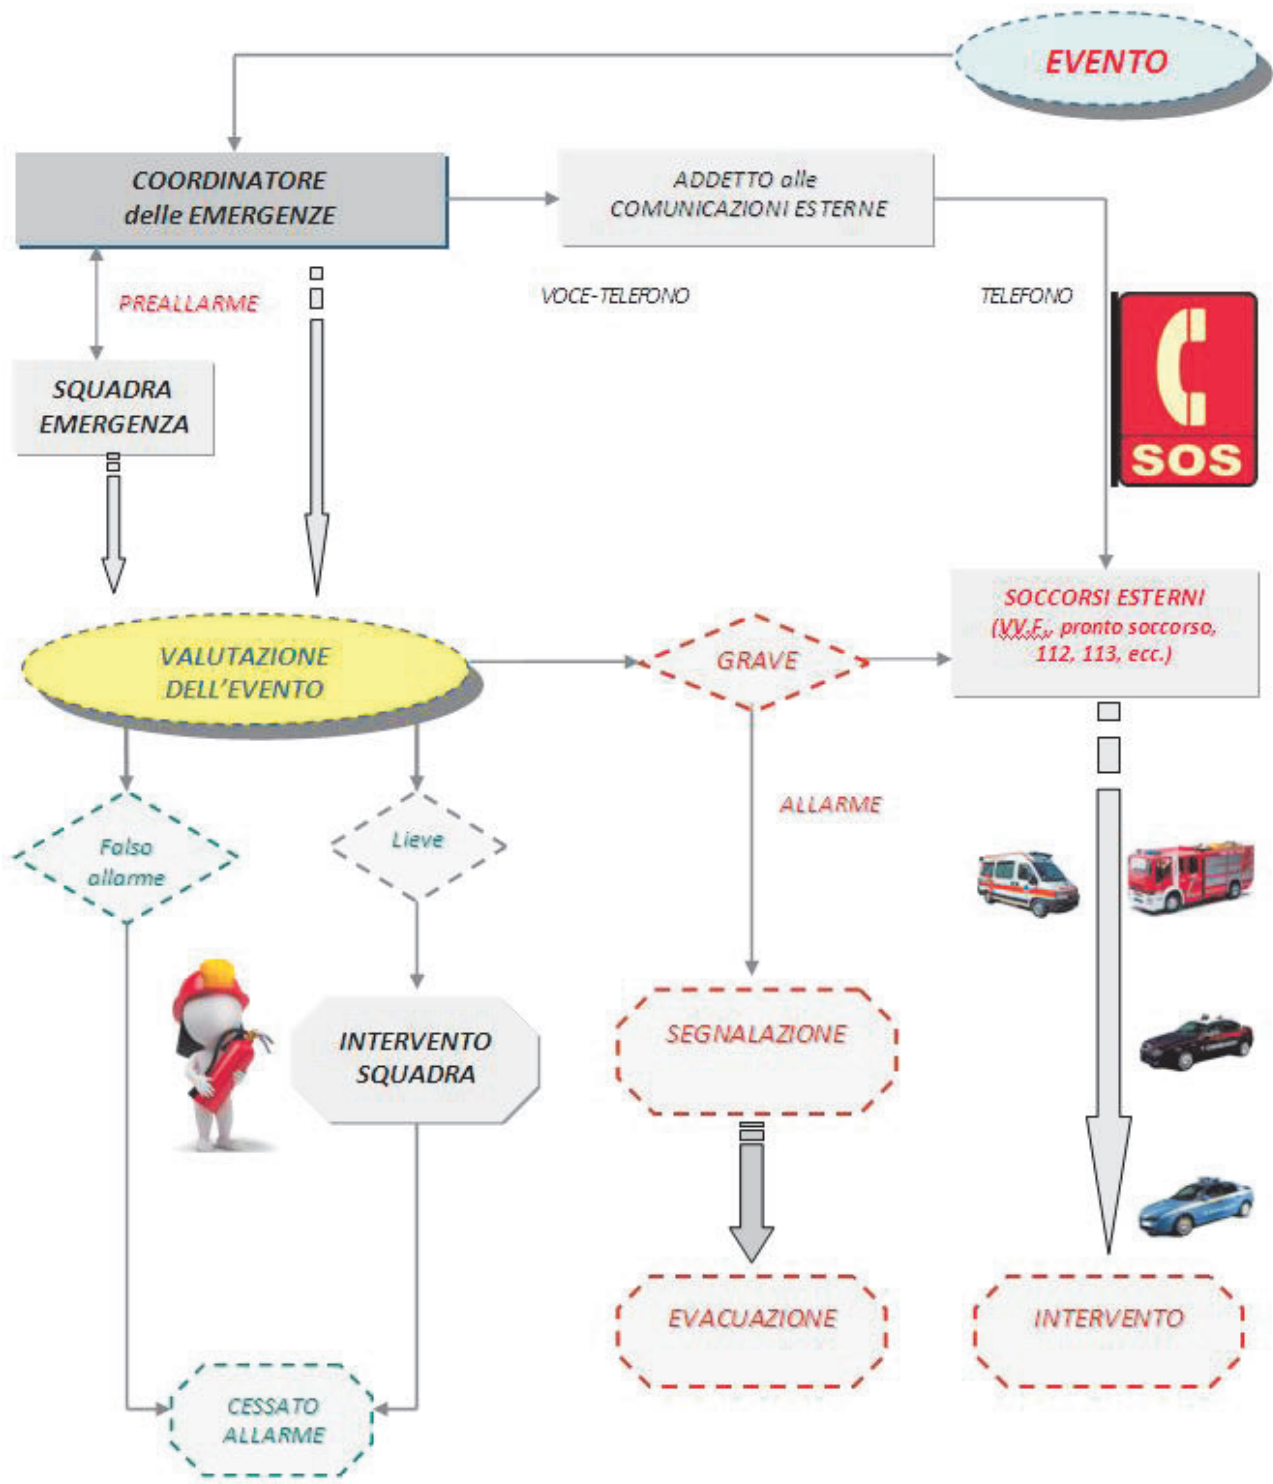 EVENTO
COORDINATORE
delle EMERGENZE
ADDETTO alle
COMUNICAZIONI ESTERNE
PREALLARME
VOCE-TELEFONO
TELEFONO
SOS
SQUADRA
EMERGENZA
SOCCORSI ESTERNI
(VV.F., pronto soccorso,
112, 113, ecc.)
VALUTAZIONE
DELL'EVENTO
GRAVE
ALLARME
Falso
allarme
Lieve
INTERVENTO
SQUADRA
SEGNALAZIONE
EVACUAZIONE
INTERVENTO
CESSATO
ALLARME